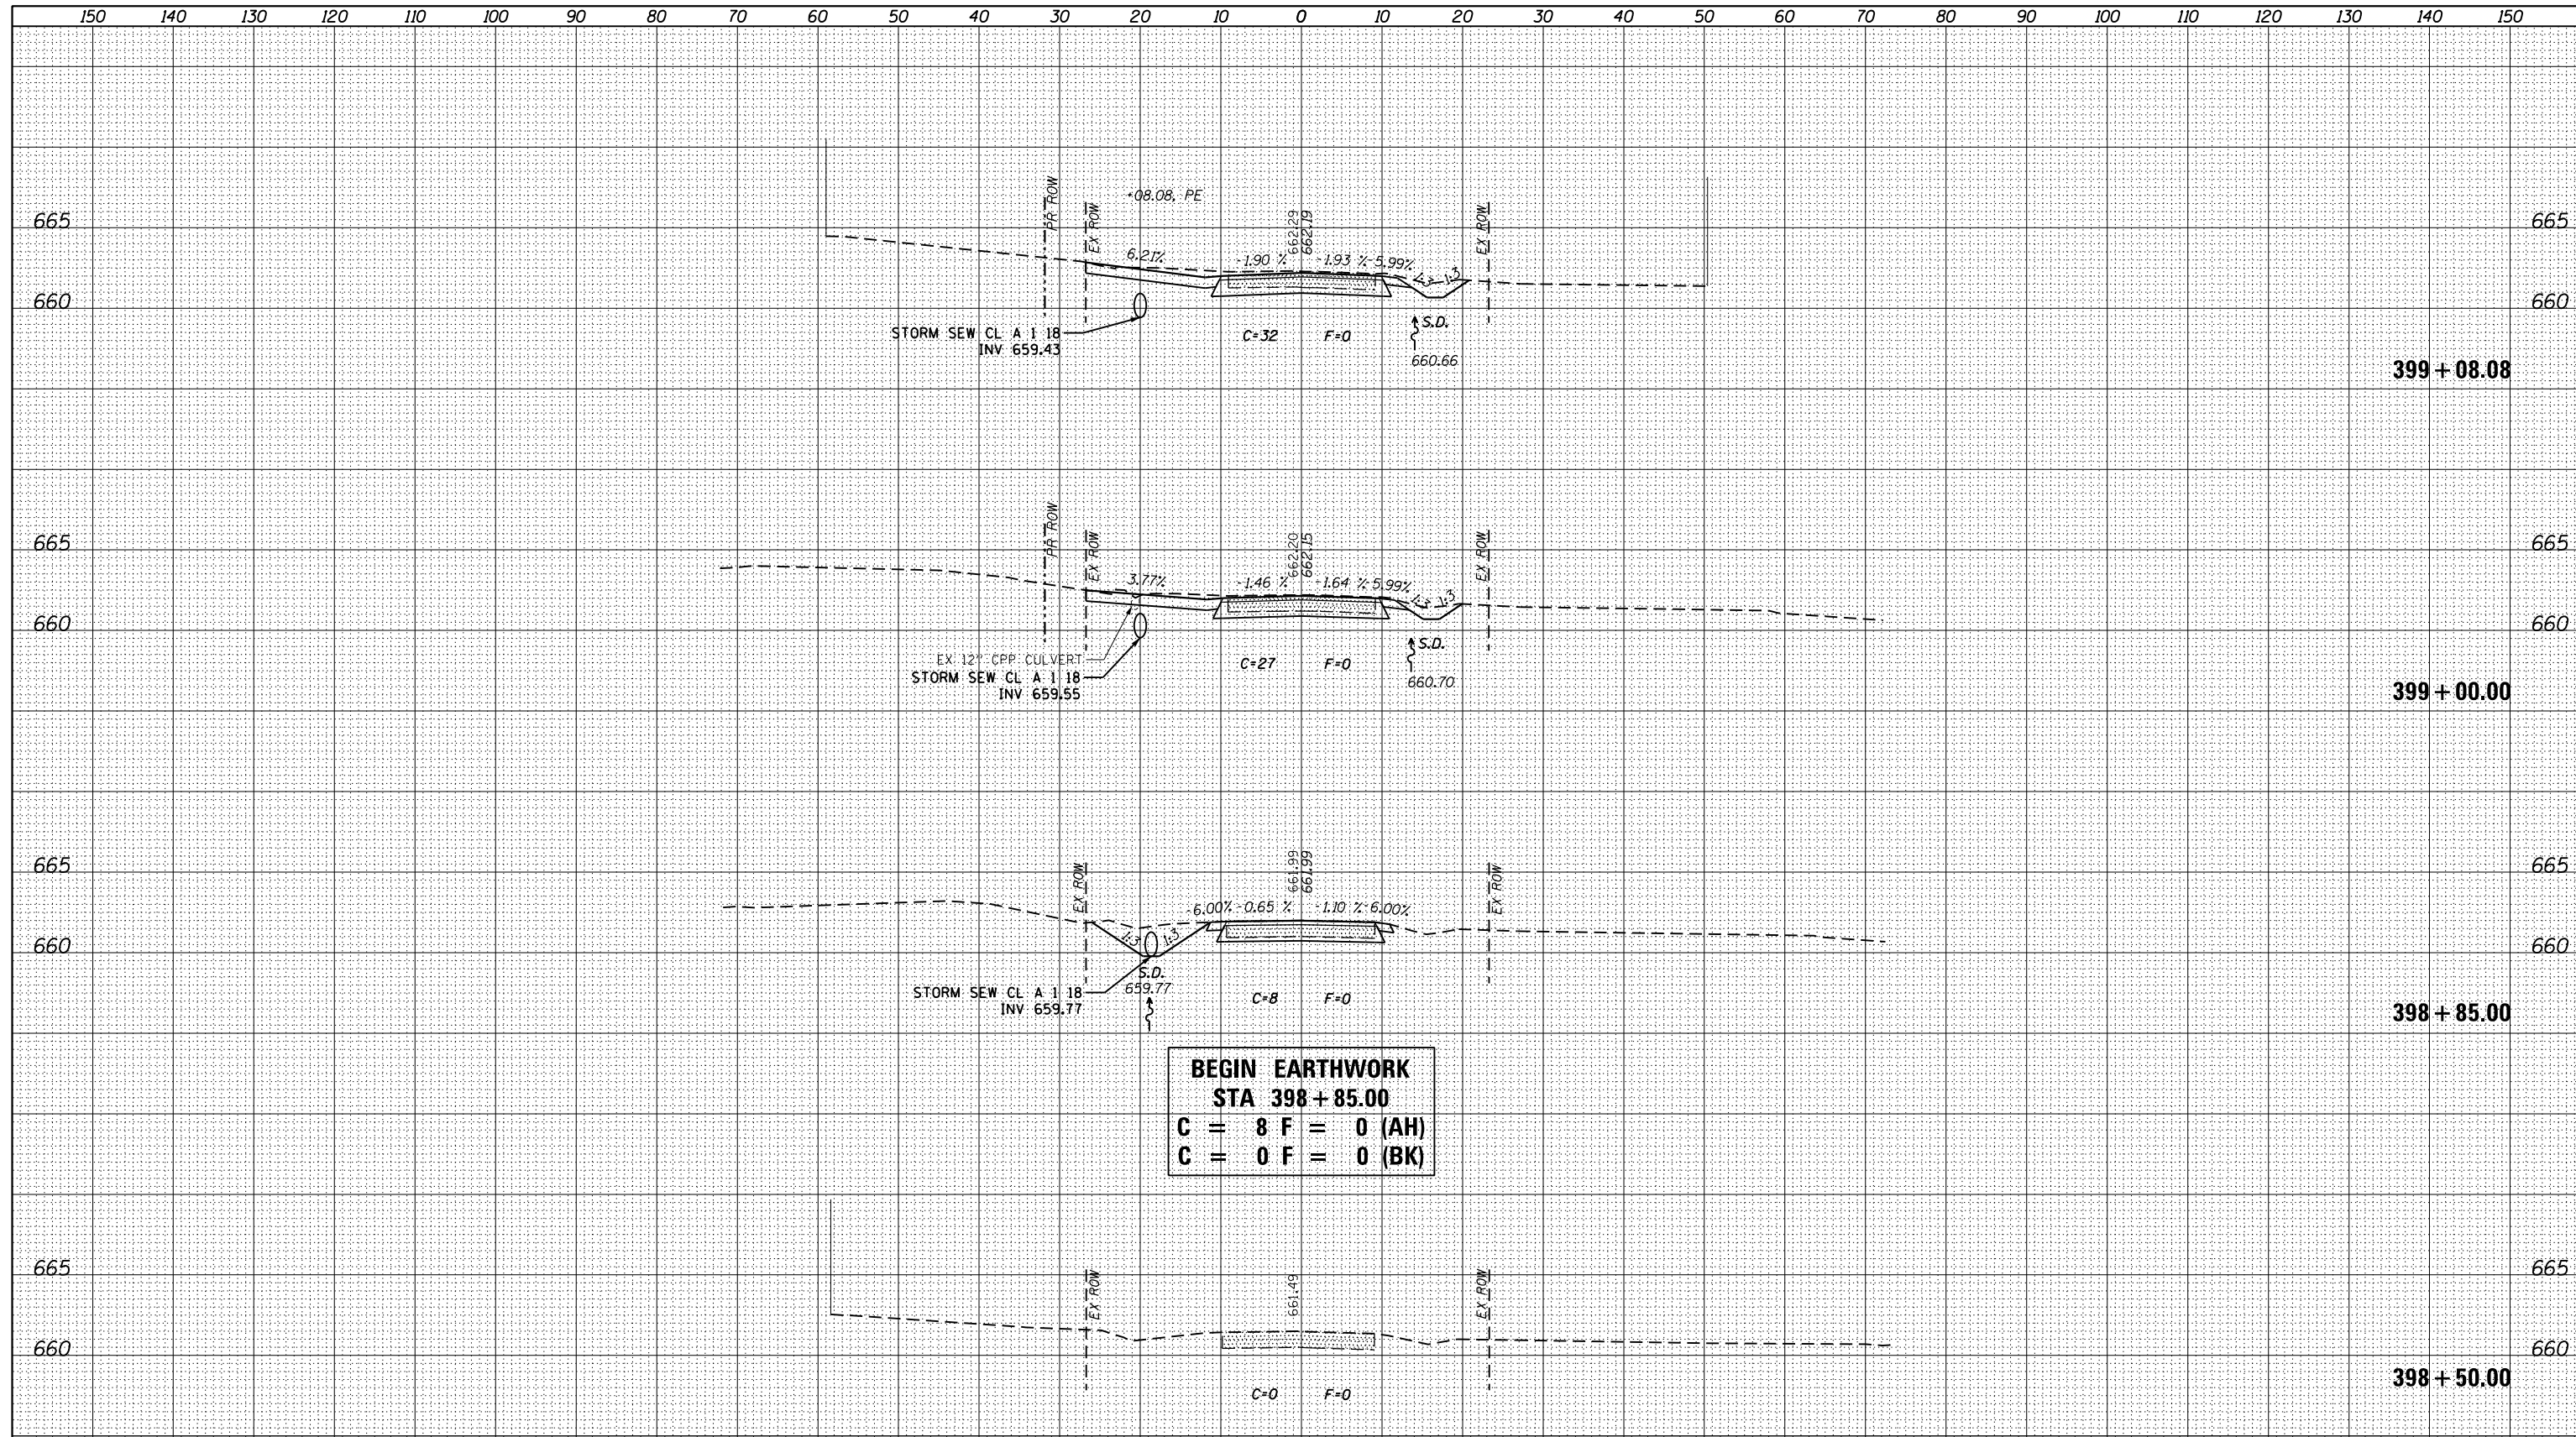 150 140 130 120 110 100 90 80 70 60 50 40 30 20 10 0 10 20 30 40 50 60 70 80 90 100 110 120 130 140 150
PR ROW
EX ROW
+08.08, PE
662.29
662.19
EX ROW
665
665
6.21%
-1.90 %
-1.93 %
-5.99%
1:3
1:3
660
660
STORM SEW CL A 1 18
INV 659.43
C=32
F=0
S.D.
660.66
399+08.08
PR ROW
EX ROW
662.20
662.15
EX ROW
665
665
3.77%
-1.46 %
-1.64 %
-5.99%
1:3
1:3
660
660
EX 12" CPP CULVERT
STORM SEW CL A 1 18
INV 659.55
C=27
F=0
S.D.
660.70
399+00.00
EX ROW
661.99
661.99
EX ROW
665
665
-6.00%
-0.65 %
-1.10 %
-6.00%
1:3
1:3
660
660
STORM SEW CL A 1 18
INV 659.77
S.D.
659.77
C=8
F=0
398+85.00
BEGIN EARTHWORK
STA 398+85.00
C = 8 F = 0 (AH)
C = 0 F = 0 (BK)
EX ROW
661.49
EX ROW
665
665
660
660
C=0
F=0
398+50.00